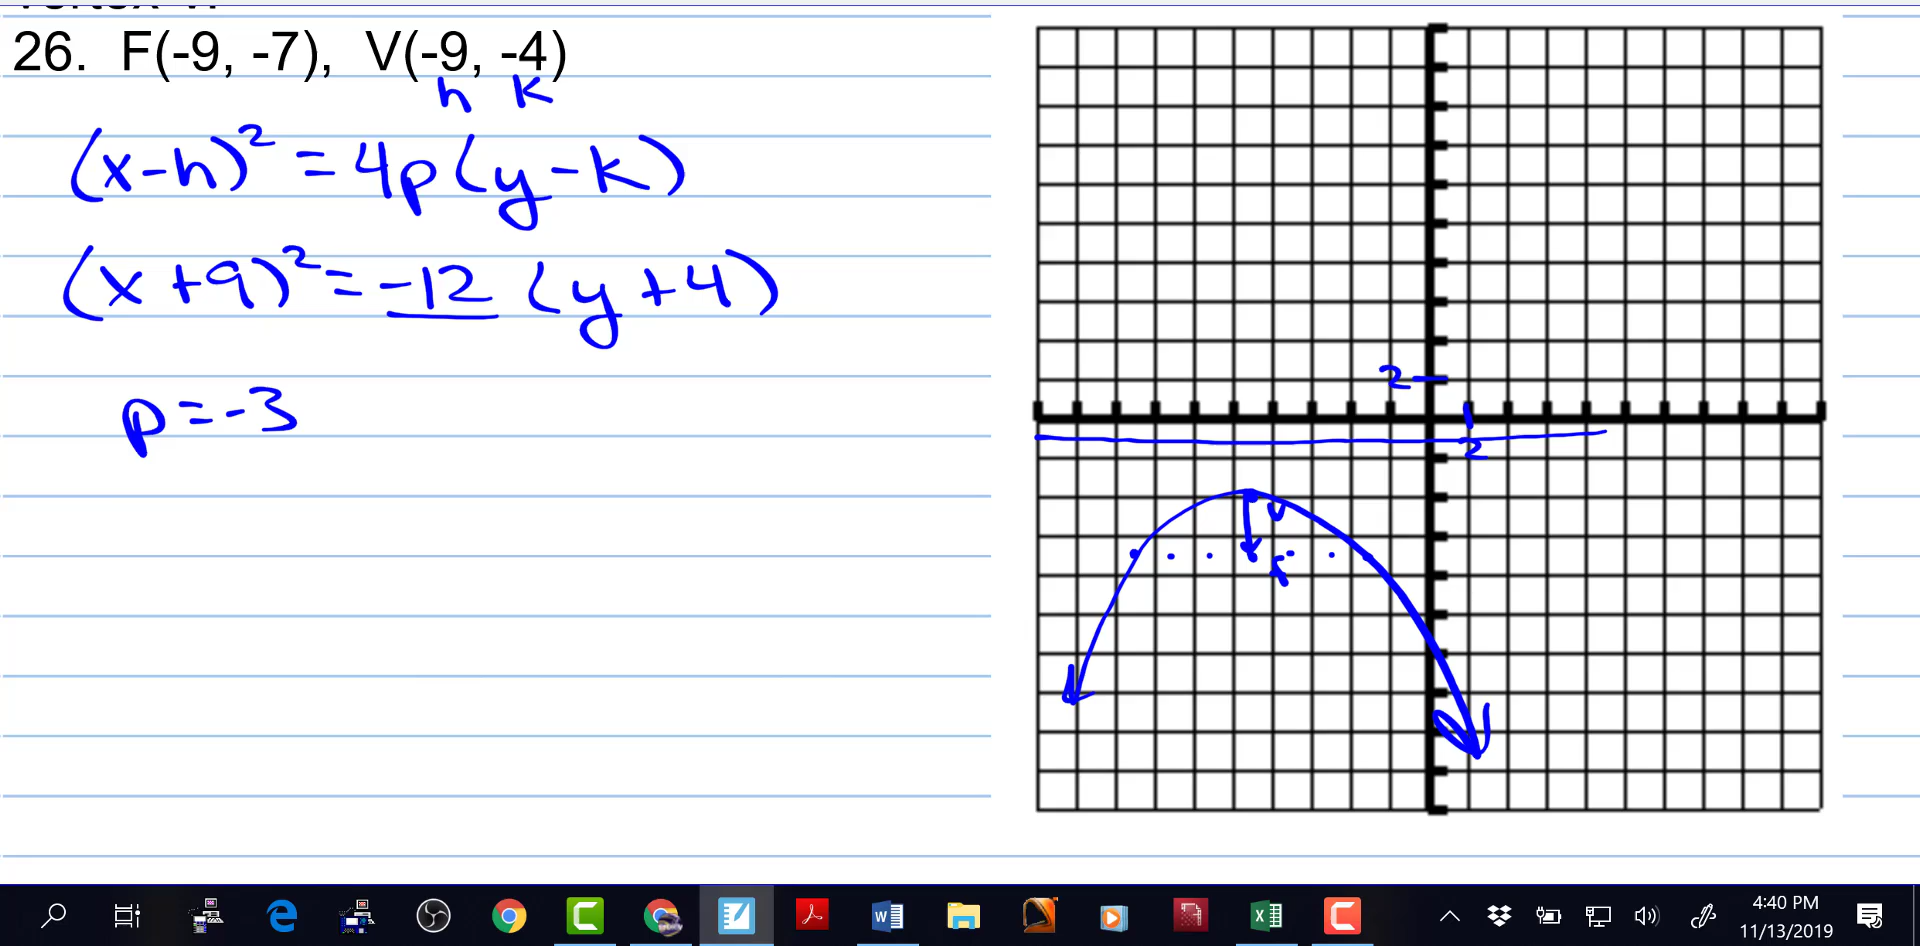 26. F(-9, -7), V(-9, -4)
h k
(x-h)² = 4p(y-k)
(x+9)² = -12 (y+4)
p = -3
2
2
V
F
4:40 PM
11/13/2019